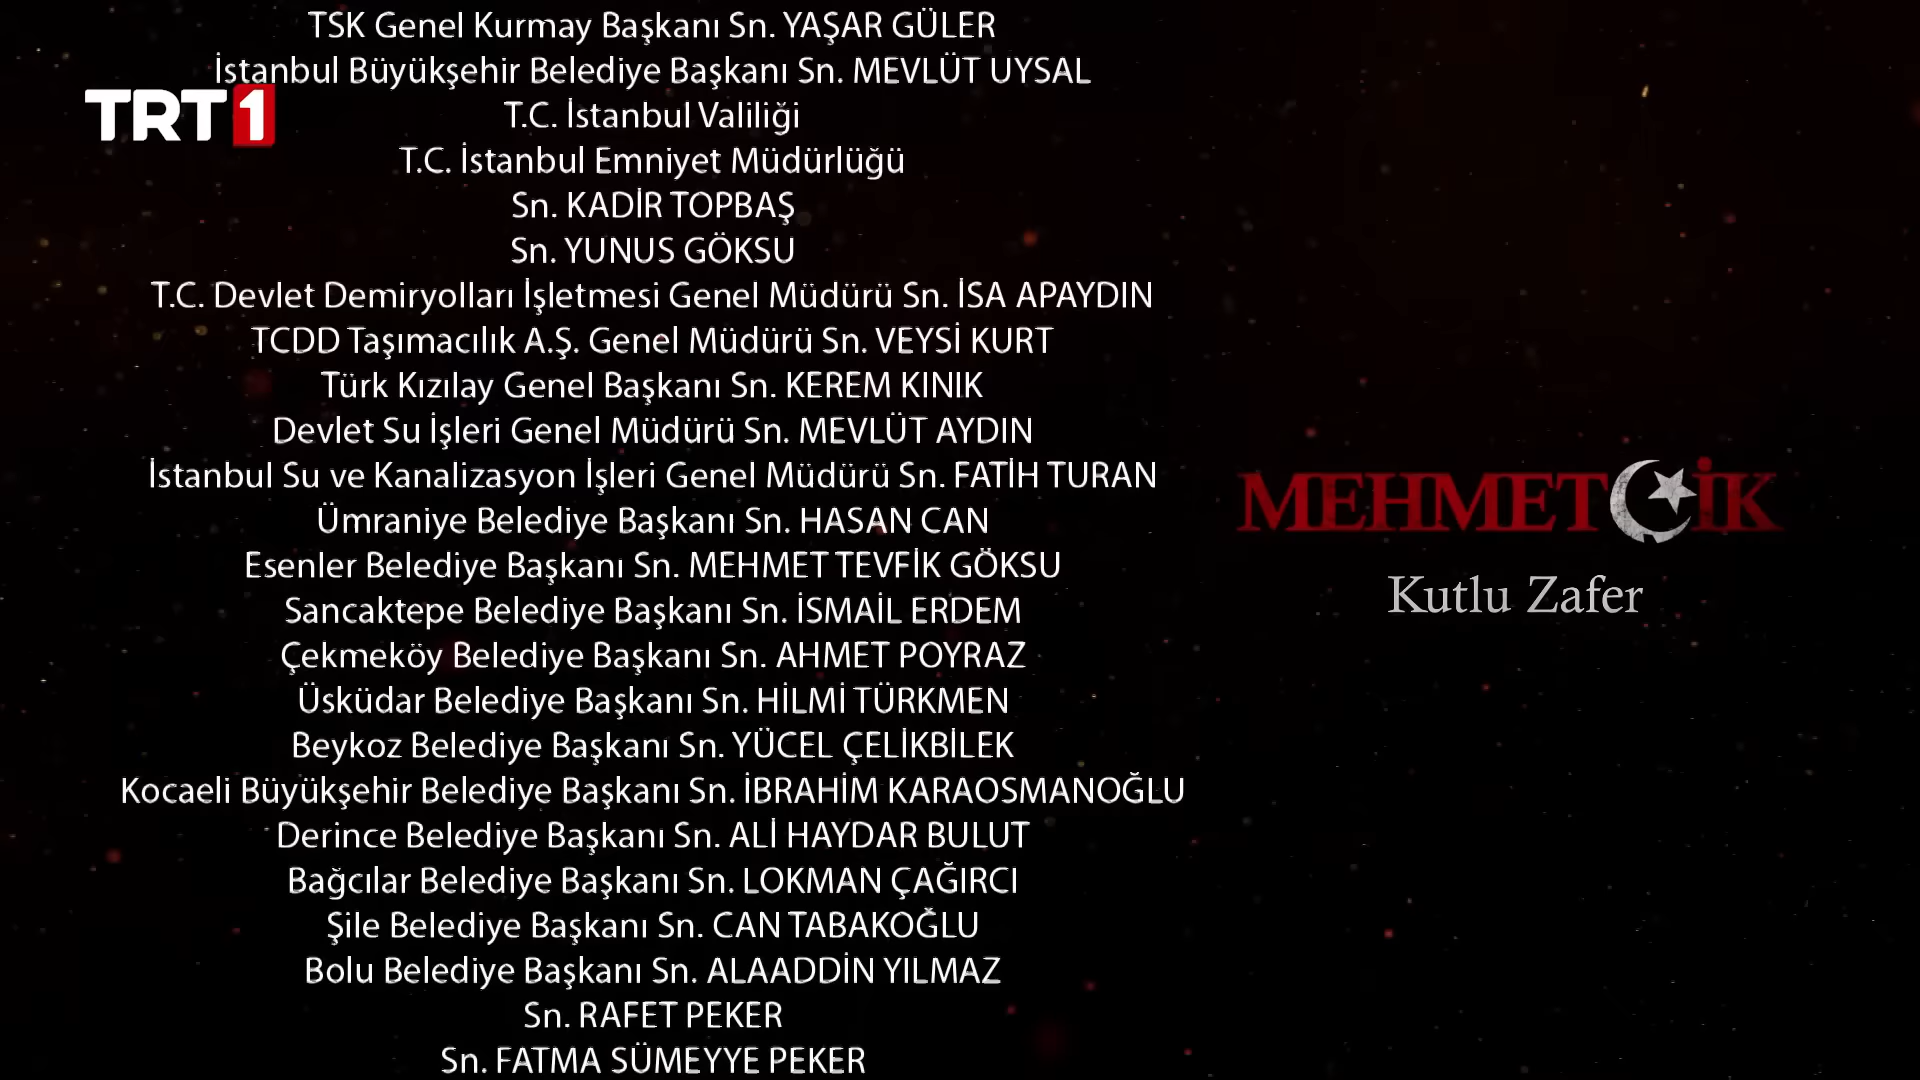 TSK Genel Kurmay Başkanı Sn. YAŞAR GÜLER
İstanbul Büyükşehir Belediye Başkanı Sn. MEVLÜT UYSAL
TRT 1
T.C. İstanbul Valiliği
T.C. İstanbul Emniyet Müdürlüğü
Sn. KADİR TOPBAŞ
Sn. YUNUS GÖKSU
T.C. Devlet Demiryolları İşletmesi Genel Müdürü Sn. İSA APAYDIN
TCDD Taşımacılık A.Ş. Genel Müdürü Sn. VEYSİ KURT
Türk Kızılay Genel Başkanı Sn. KEREM KINIK
Devlet Su İşleri Genel Müdürü Sn. MEVLÜT AYDIN
İstanbul Su ve Kanalizasyon İşleri Genel Müdürü Sn. FATİH TURAN
Ümraniye Belediye Başkanı Sn. HASAN CAN
Esenler Belediye Başkanı Sn. MEHMET TEVFİK GÖKSU
Sancaktepe Belediye Başkanı Sn. İSMAİL ERDEM
Çekmeköy Belediye Başkanı Sn. AHMET POYRAZ
Üsküdar Belediye Başkanı Sn. HİLMİ TÜRKMEN
Beykoz Belediye Başkanı Sn. YÜCEL ÇELİKBİLEK
Kocaeli Büyükşehir Belediye Başkanı Sn. İBRAHİM KARAOSMANOĞLU
Derince Belediye Başkanı Sn. ALİ HAYDAR BULUT
Bağcılar Belediye Başkanı Sn. LOKMAN ÇAĞIRCI
Şile Belediye Başkanı Sn. CAN TABAKOĞLU
Bolu Belediye Başkanı Sn. ALAADDİN YILMAZ
Sn. RAFET PEKER
Sn. FATMA SÜMEYYE PEKER
MEHMETÇİK
Kutlu Zafer